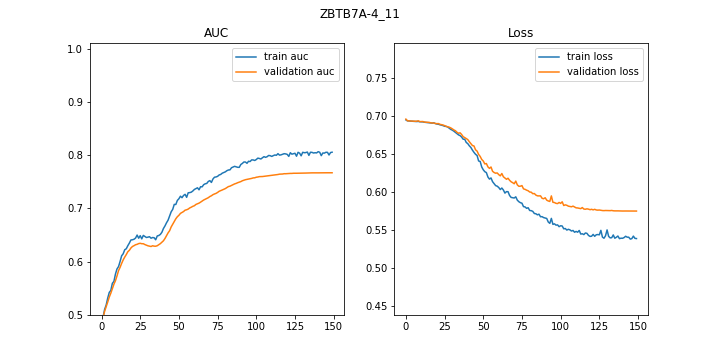 ZBTB7A-4_11
AUC
train auc
validation auc
1.0
0.9
0.8
0.7
0.6
0.5
0 25 50 75 100 125 150
Loss
train loss
validation loss
0.75
0.70
0.65
0.60
0.55
0.50
0.45
0 25 50 75 100 125 150